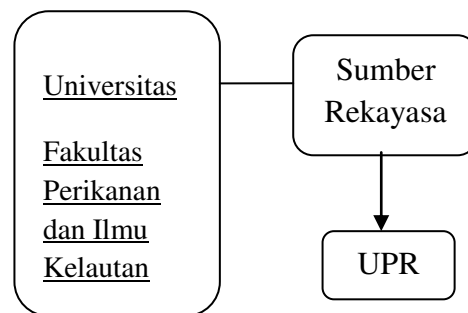 Universitas
Fakultas
Perikanan
dan Ilmu
Kelautan
Sumber
Rekayasa
UPR